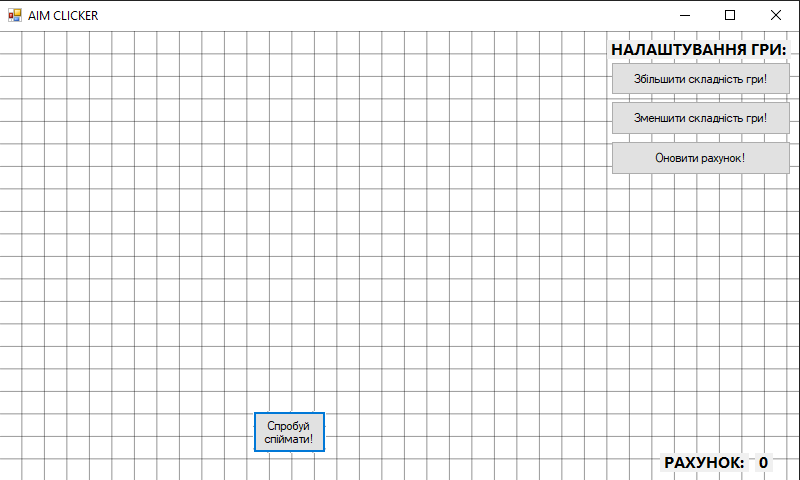 AIM CLICKER
НАЛАШТУВАННЯ ГРИ:
Збільшити складність гри!
Зменшити складність гри!
Оновити рахунок!
Спробуй
спіймати!
РАХУНОК: 0